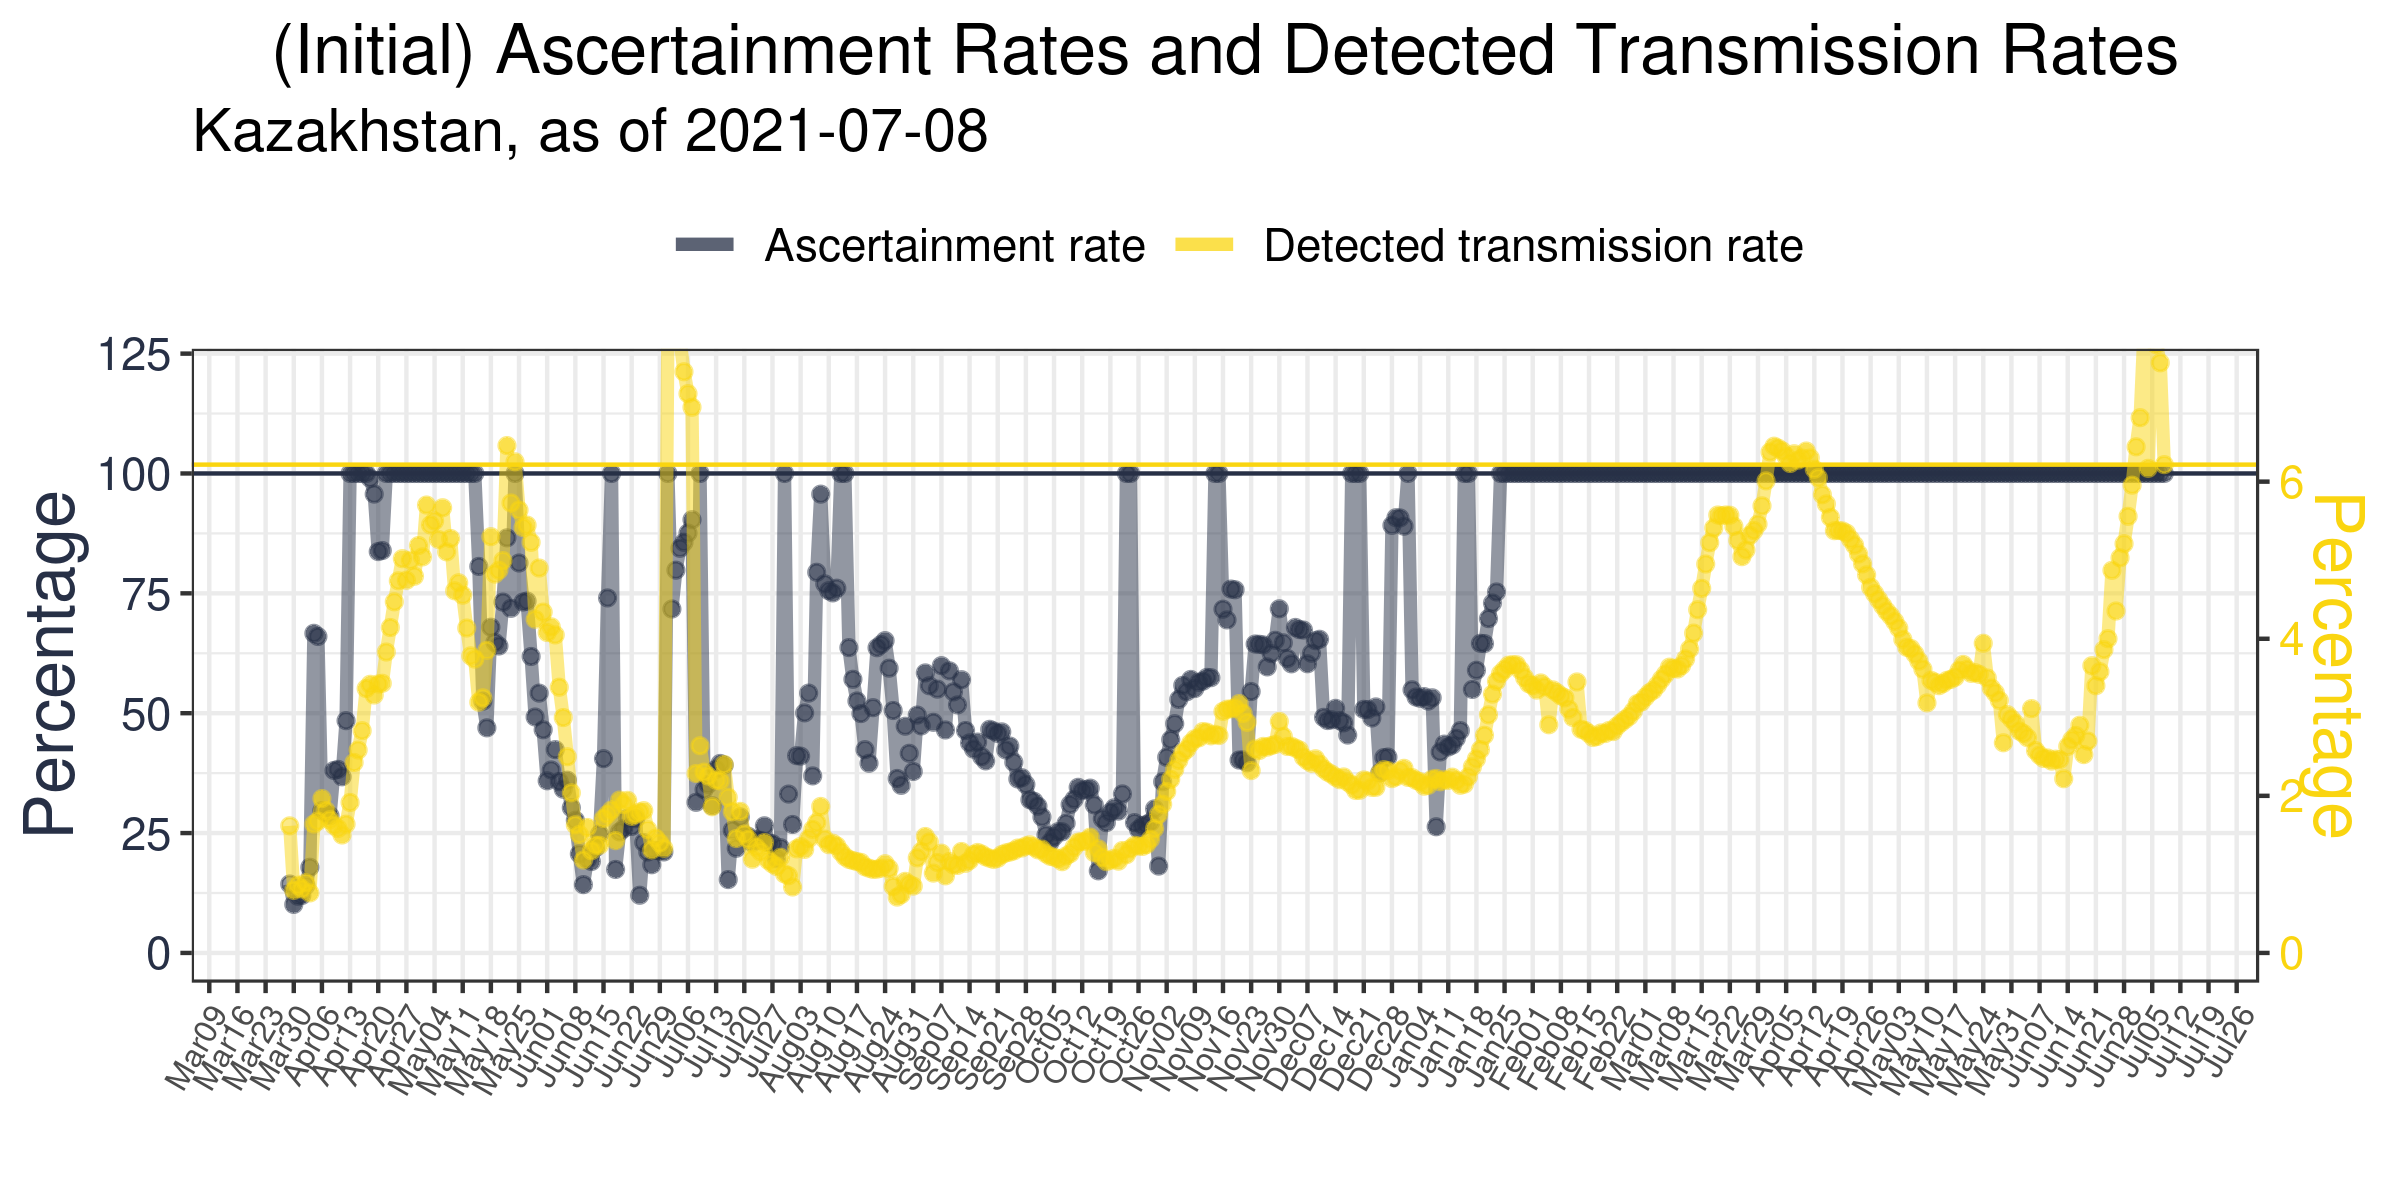 (Initial) Ascertainment Rates and Detected Transmission Rates
Kazakhstan, as of 2021-07-08
Ascertainment rate
Detected transmission rate
Percentage
125
100
75
50
25
0
6
4
2
0
Percentage
Mar09
Mar16
Mar23
Mar30
Apr06
Apr13
Apr20
Apr27
May04
May11
May18
May25
Jun01
Jun08
Jun15
Jun22
Jun29
Jul06
Jul13
Jul20
Jul27
Aug03
Aug10
Aug17
Aug24
Aug31
Sep07
Sep14
Sep21
Sep28
Oct05
Oct12
Oct19
Oct26
Nov02
Nov09
Nov16
Nov23
Nov30
Dec07
Dec14
Dec21
Dec28
Jan04
Jan11
Jan18
Jan25
Feb01
Feb08
Feb15
Feb22
Mar01
Mar08
Mar15
Mar22
Mar29
Apr05
Apr12
Apr19
Apr26
May03
May10
May17
May24
May31
Jun07
Jun14
Jun21
Jun28
Jul05
Jul12
Jul19
Jul26